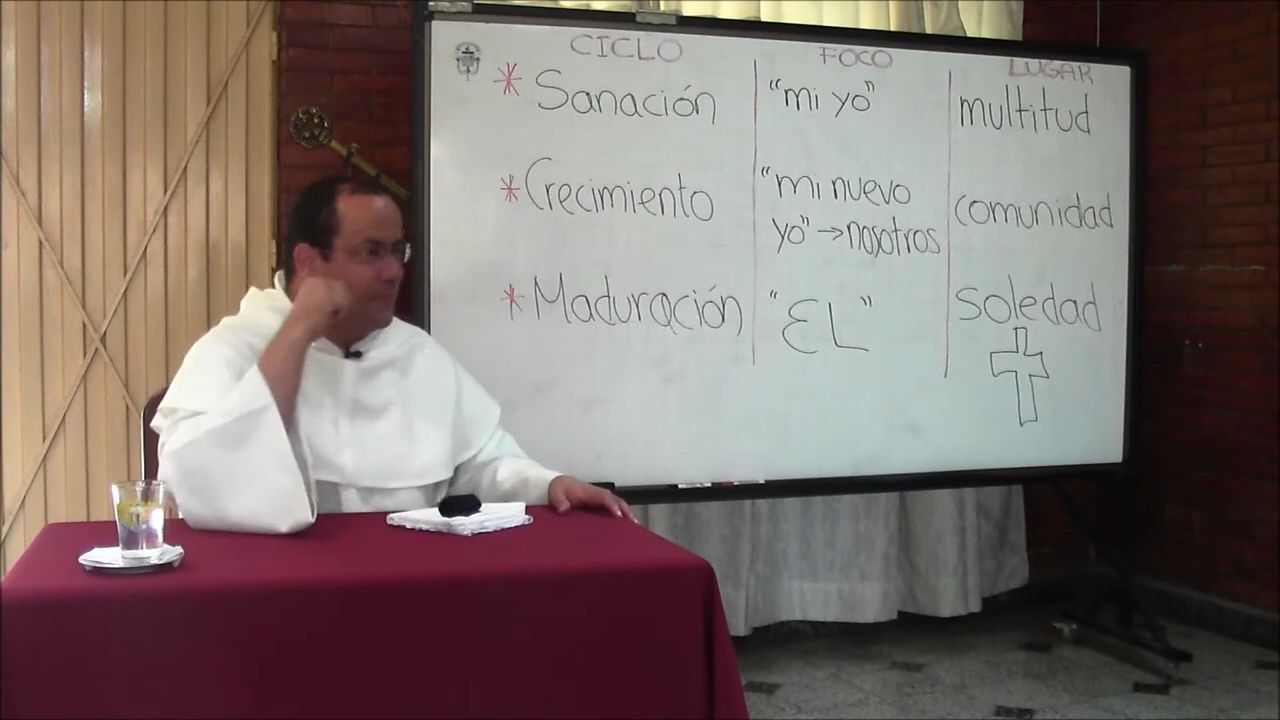 CICLO FOCO LUGAR
* Sanación "mi yo" multitud
* Crecimiento "mi nuevo yo" → nosotros comunidad
* Maduración "EL" soledad